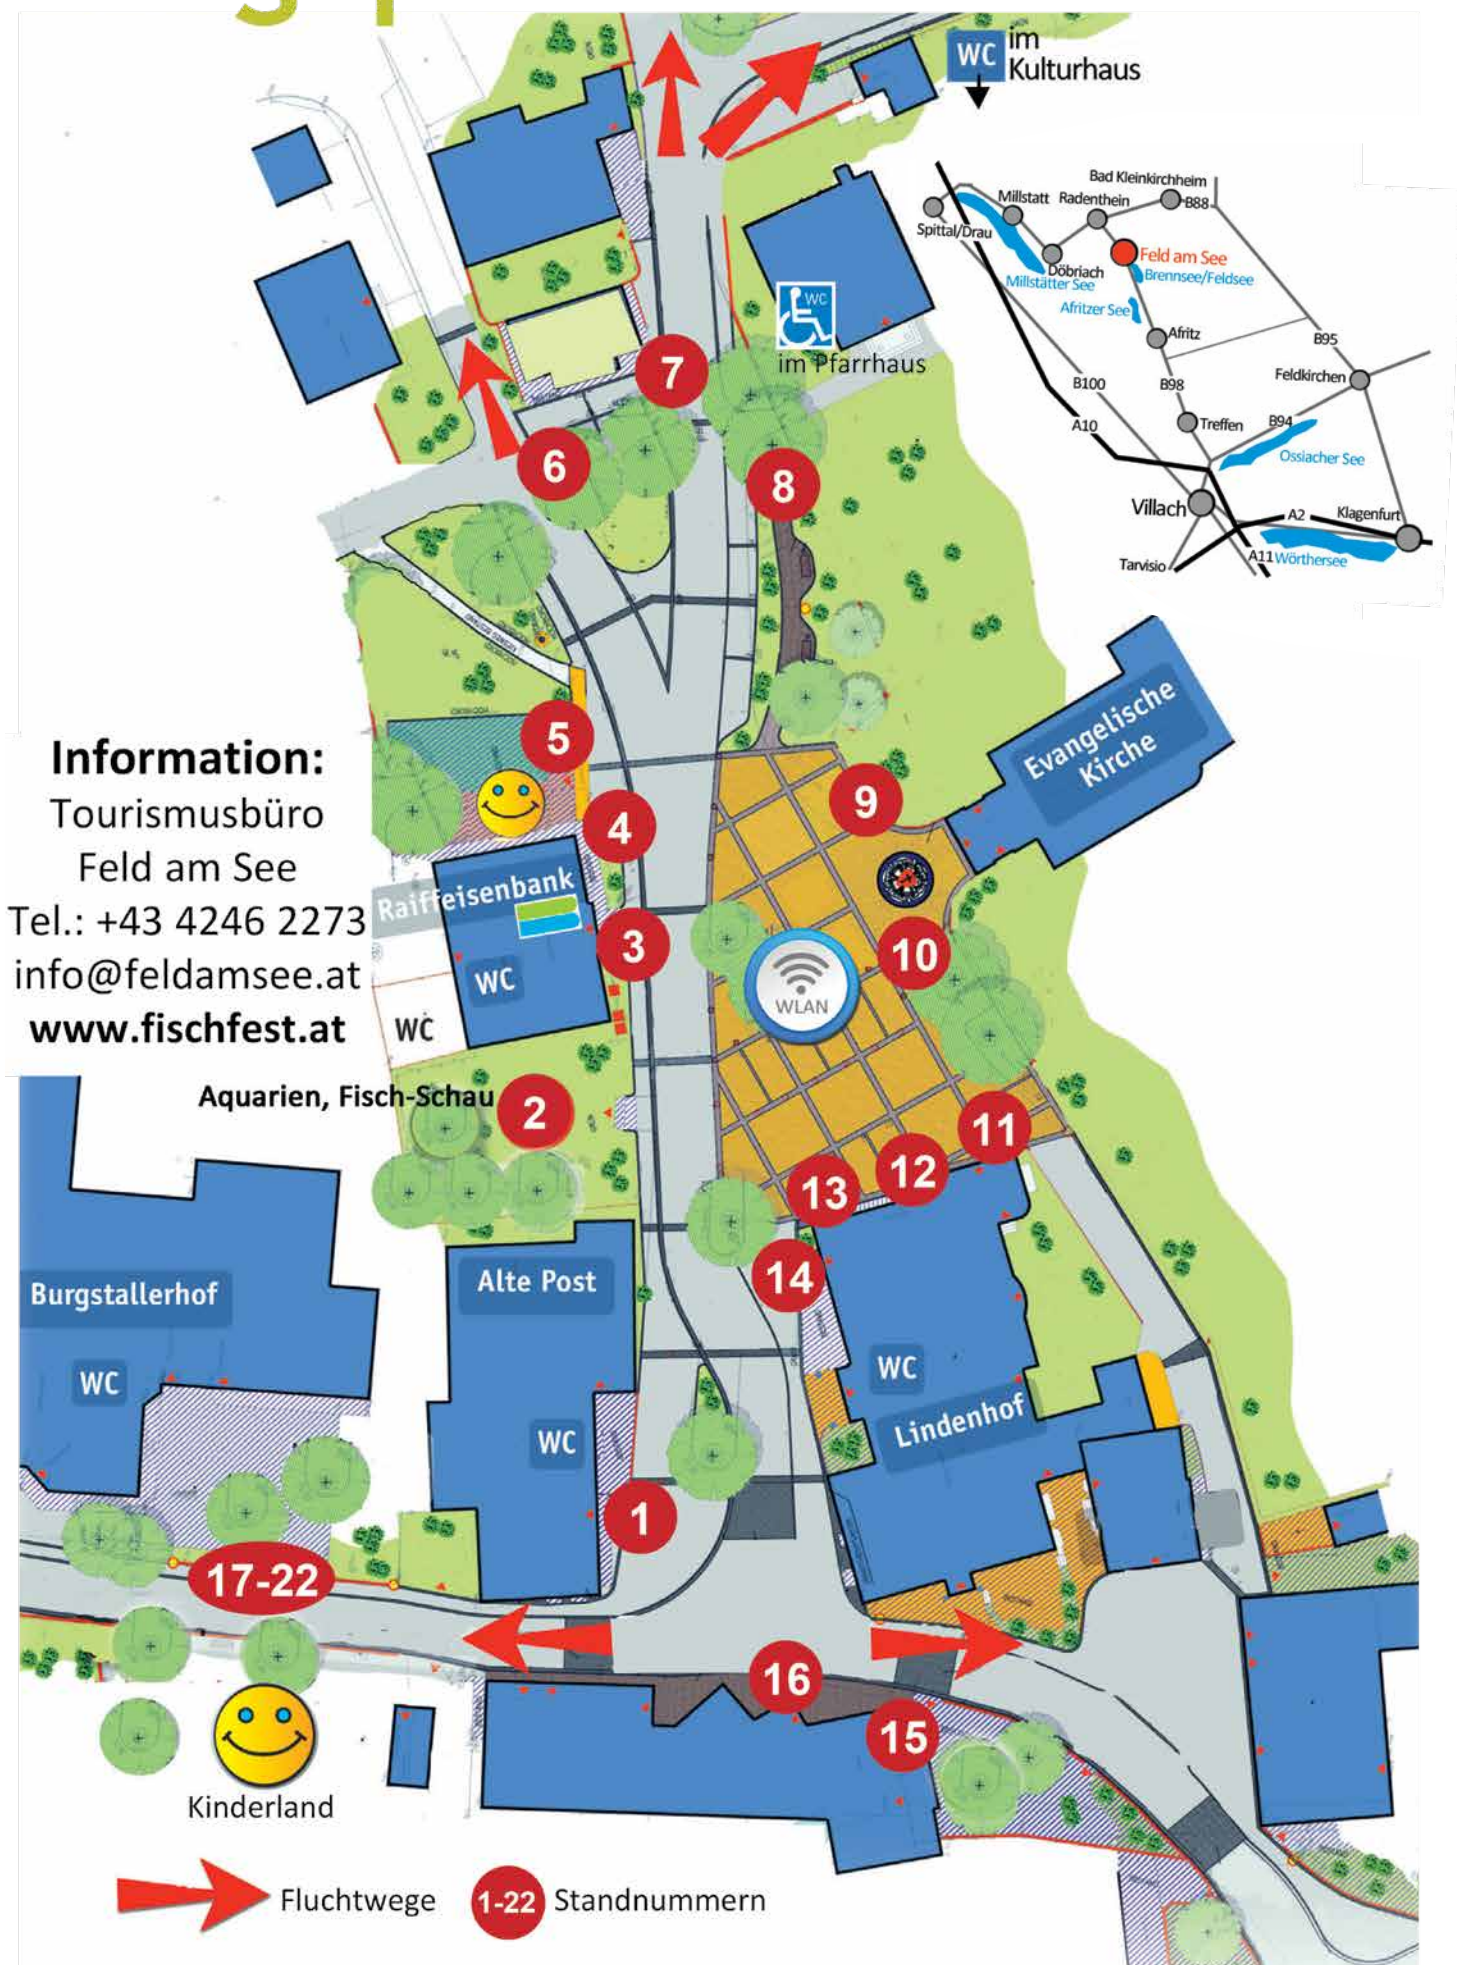 WC im
Kulturhaus
Bad Kleinkirchheim
Millstatt
Radenthein
B88
Spittal/Drau
Feld am See
Döbriach
Brennsee/Feldsee
Millstätter See
Afritzer See
Afritz
B95
B100
B98
Feldkirchen
A10
Treffen
B94
Ossiacher See
Villach
A2
Klagenfurt
A11
Wörthersee
Tarvisio
WC
im Pfarrhaus
7
6
8
5
4
9
Evangelische
Kirche
Information:
Tourismusbüro
Feld am See
Tel.: +43 4246 2273
info@feldamsee.at
www.fischfest.at
Raiffeisenbank
WC
WC
3
10
WLAN
Aquarien, Fisch-Schau
2
11
12
13
14
Burgstallerhof
WC
Alte Post
WC
WC
Lindenhof
1
17-22
16
15
Kinderland
Fluchtwege
1-22 Standnummern